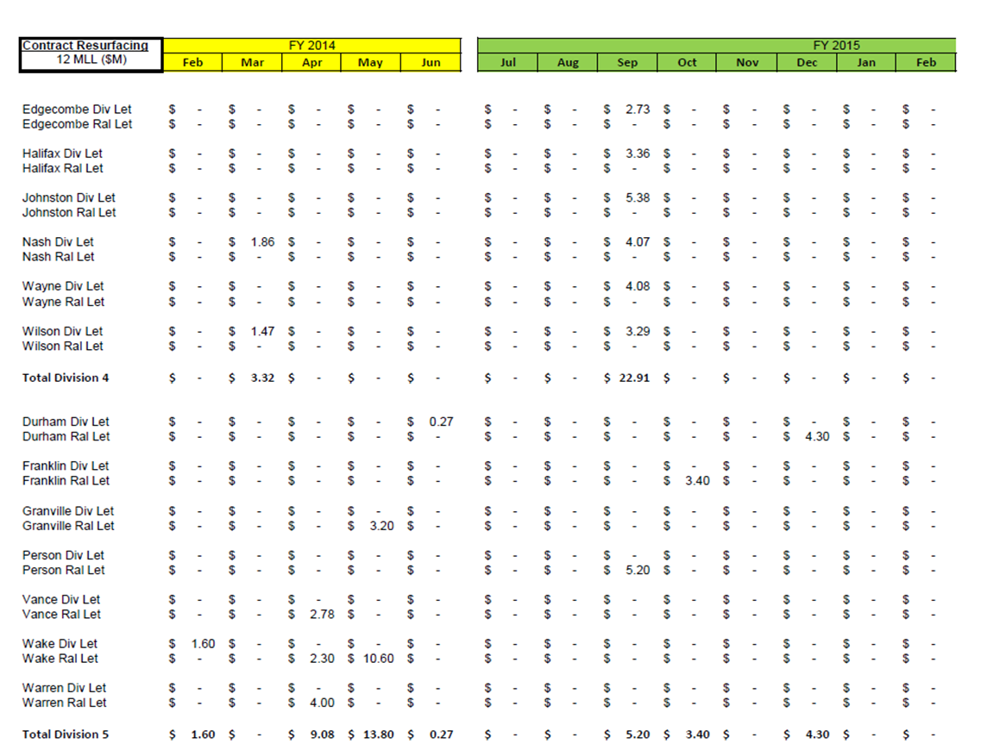 Contract Resurfacing FY 2014 FY 2015
12 MLL ($M) Feb Mar Apr May Jun Jul Aug Sep Oct Nov Dec Jan Feb
Edgecombe Div Let $ - $ - $ - $ - $ - $ - $ - $ 2.73 $ - $ - $ - $ - $ -
Edgecombe Ral Let $ - $ - $ - $ - $ - $ - $ - $ - $ - $ - $ - $ - $ -
Halifax Div Let $ - $ - $ - $ - $ - $ - $ - $ 3.36 $ - $ - $ - $ - $ -
Halifax Ral Let $ - $ - $ - $ - $ - $ - $ - $ - $ - $ - $ - $ - $ -
Johnston Div Let $ - $ - $ - $ - $ - $ - $ - $ 5.38 $ - $ - $ - $ - $ -
Johnston Ral Let $ - $ - $ - $ - $ - $ - $ - $ - $ - $ - $ - $ - $ -
Nash Div Let $ - $ 1.86 $ - $ - $ - $ - $ - $ 4.07 $ - $ - $ - $ - $ -
Nash Ral Let $ - $ - $ - $ - $ - $ - $ - $ - $ - $ - $ - $ - $ -
Wayne Div Let $ - $ - $ - $ - $ - $ - $ - $ 4.08 $ - $ - $ - $ - $ -
Wayne Ral Let $ - $ - $ - $ - $ - $ - $ - $ - $ - $ - $ - $ - $ -
Wilson Div Let $ - $ 1.47 $ - $ - $ - $ - $ - $ 3.29 $ - $ - $ - $ - $ -
Wilson Ral Let $ - $ - $ - $ - $ - $ - $ - $ - $ - $ - $ - $ - $ -
Total Division 4 $ - $ 3.32 $ - $ - $ - $ - $ - $ 22.91 $ - $ - $ - $ - $ -
Durham Div Let $ - $ - $ - $ - $ 0.27 $ - $ - $ - $ - $ - $ - $ - $ -
Durham Ral Let $ - $ - $ - $ - $ - $ - $ - $ - $ - $ - $ 4.30 $ - $ -
Franklin Div Let $ - $ - $ - $ - $ - $ - $ - $ - $ - $ - $ - $ - $ -
Franklin Ral Let $ - $ - $ - $ - $ - $ - $ - $ - $ 3.40 $ - $ - $ - $ -
Granville Div Let $ - $ - $ - $ - $ - $ - $ - $ - $ - $ - $ - $ - $ -
Granville Ral Let $ - $ - $ - $ 3.20 $ - $ - $ - $ - $ - $ - $ - $ - $ -
Person Div Let $ - $ - $ - $ - $ - $ - $ - $ - $ - $ - $ - $ - $ -
Person Ral Let $ - $ - $ - $ - $ - $ - $ - $ 5.20 $ - $ - $ - $ - $ -
Vance Div Let $ - $ - $ - $ - $ - $ - $ - $ - $ - $ - $ - $ - $ -
Vance Ral Let $ - $ - $ 2.78 $ - $ - $ - $ - $ - $ - $ - $ - $ - $ -
Wake Div Let $ 1.60 $ - $ - $ - $ - $ - $ - $ - $ - $ - $ - $ - $ -
Wake Ral Let $ - $ - $ 2.30 $ 10.60 $ - $ - $ - $ - $ - $ - $ - $ - $ -
Warren Div Let $ - $ - $ - $ - $ - $ - $ - $ - $ - $ - $ - $ - $ -
Warren Ral Let $ - $ - $ 4.00 $ - $ - $ - $ - $ - $ - $ - $ - $ - $ -
Total Division 5 $ 1.60 $ - $ 9.08 $ 13.80 $ 0.27 $ - $ - $ 5.20 $ 3.40 $ - $ 4.30 $ - $ -